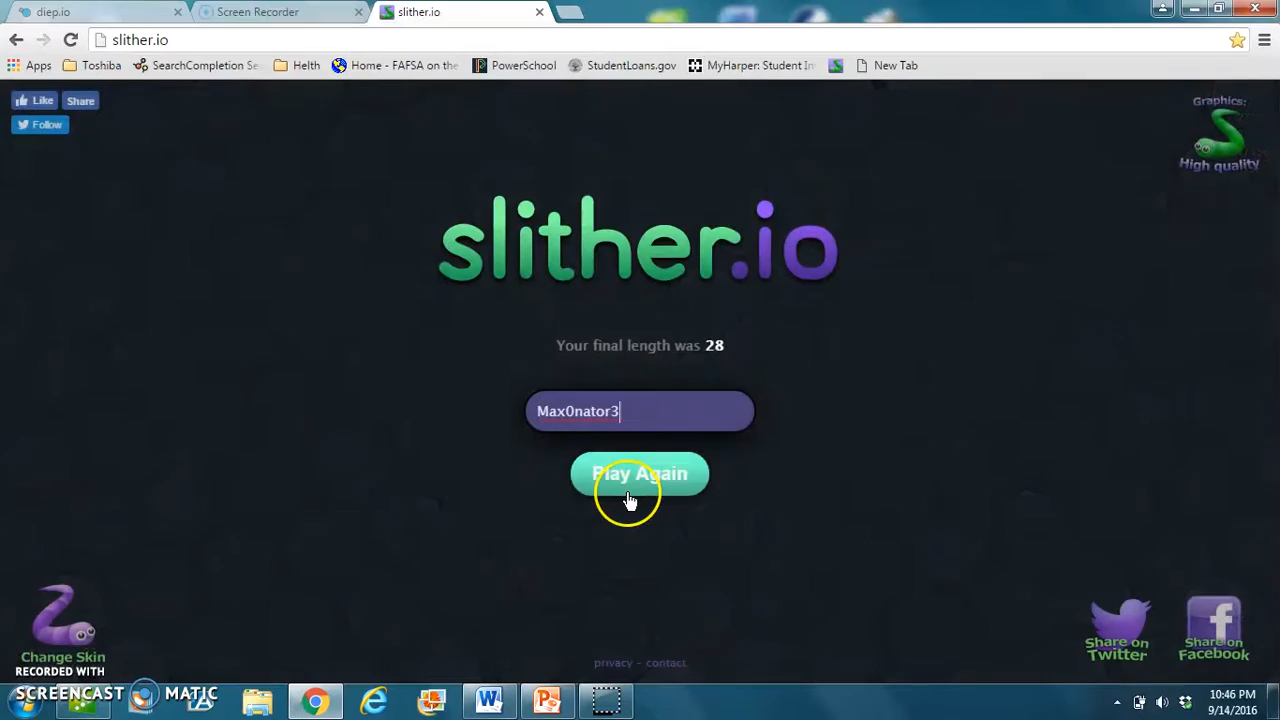 diep.io
Screen Recorder
slither.io
slither.io
Apps
Toshiba
SearchCompletion Se
Helth
Home - FAFSA on the
PowerSchool
StudentLoans.gov
MyHarper: Student In
New Tab
Like
Share
Follow
Graphics:
High quality
slither.io
Your final length was 28
Max0nator3
Play Again
Change Skin
Share on
Twitter
Share on
Facebook
privacy - contact
RECORDED WITH
SCREENCAST MATIC
10:46 PM
9/14/2016